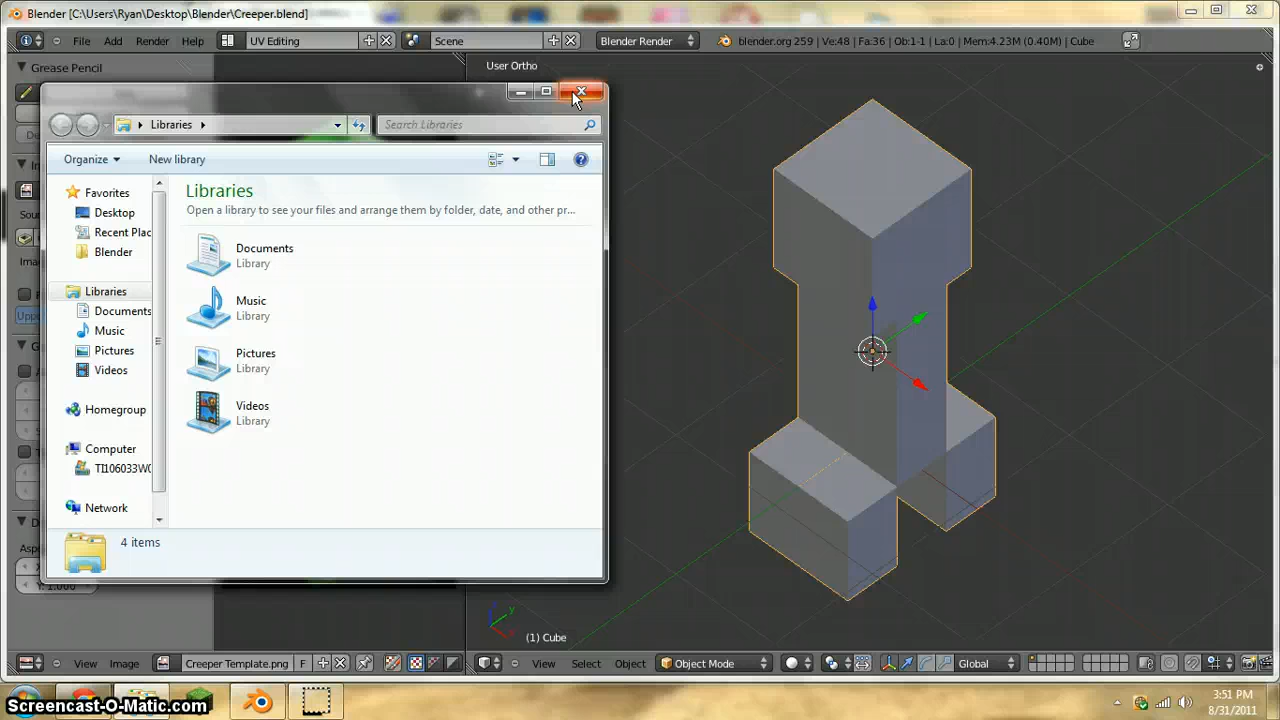 Blender [C:\Users\Ryan\Desktop\Blender\Creeper.blend]
File Add Render Help UV Editing Scene Blender Render blender.org 259 | Ve:48 | Fa:36 | Ob:1-1 | La:0 | Mem:4.23M (0.40M) | Cube
Grease Pencil
User Ortho
Libraries
Search Libraries
Organize New library
Favorites
Desktop
Recent Plac
Blender
Libraries
Documents
Music
Pictures
Videos
Homegroup
Computer
TI106033W0
Network
Libraries
Open a library to see your files and arrange them by folder, date, and other pr...
Documents
Library
Music
Library
Pictures
Library
Videos
Library
4 items
Y: 1.000
(1) Cube
View Image Creeper Template.png F View Select Object Object Mode Global
Screencast-O-Matic.com
3:51 PM
8/31/2011